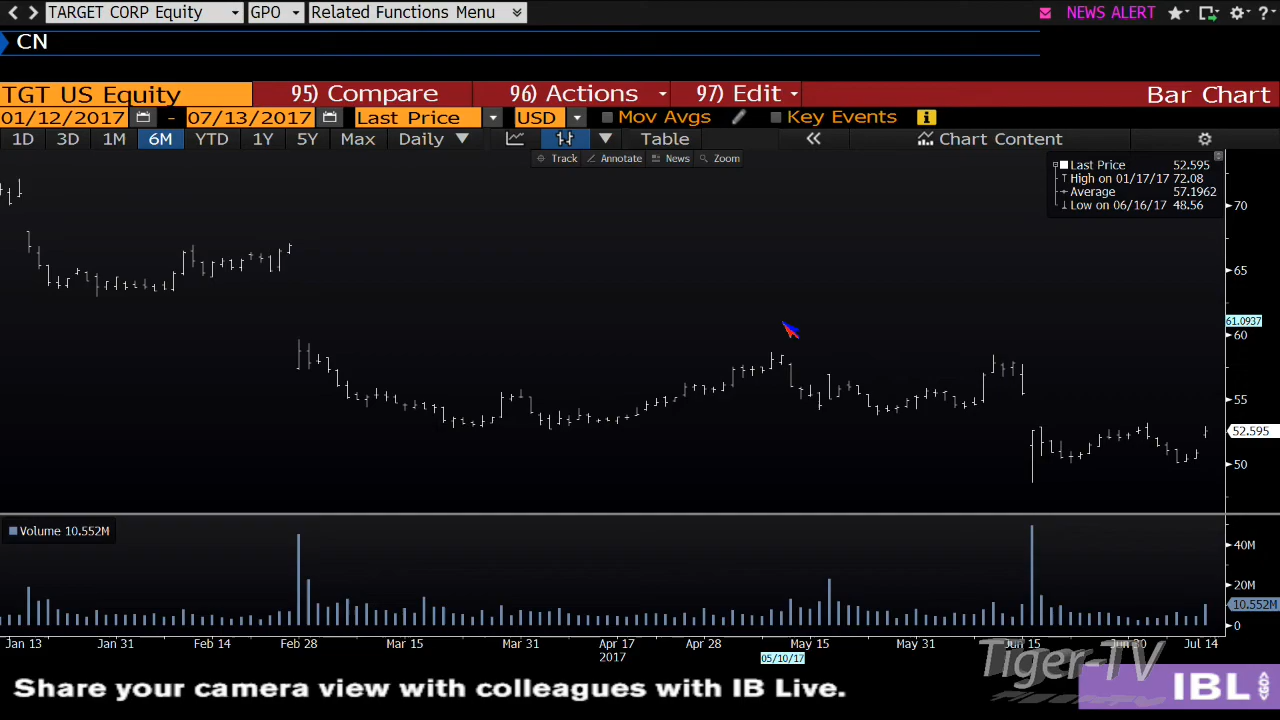 TARGET CORP Equity GPO Related Functions Menu NEWS ALERT ?
CN
TGT US Equity 95) Compare 96) Actions 97) Edit Bar Chart
01/12/2017 - 07/13/2017 Last Price USD Mov Avgs Key Events i
1D 3D 1M 6M YTD 1Y 5Y Max Daily Table « Chart Content
Track Annotate News Zoom
Last Price 52.595
High on 01/17/17 72.08
Average 57.1962
Low on 06/16/17 48.56
70
65
61.0937
60
55
52.595
50
Volume 10.552M
40M
20M
10.552M
0
Jan 13 Jan 31 Feb 14 Feb 28 Mar 15 Mar 31 Apr 17 Apr 28 May 15 May 31 Jun 15 Jun 30 Jul 14
2017 05/10/17
Tiger-TV
Share your camera view with colleagues with IB Live.
IBL <GO>